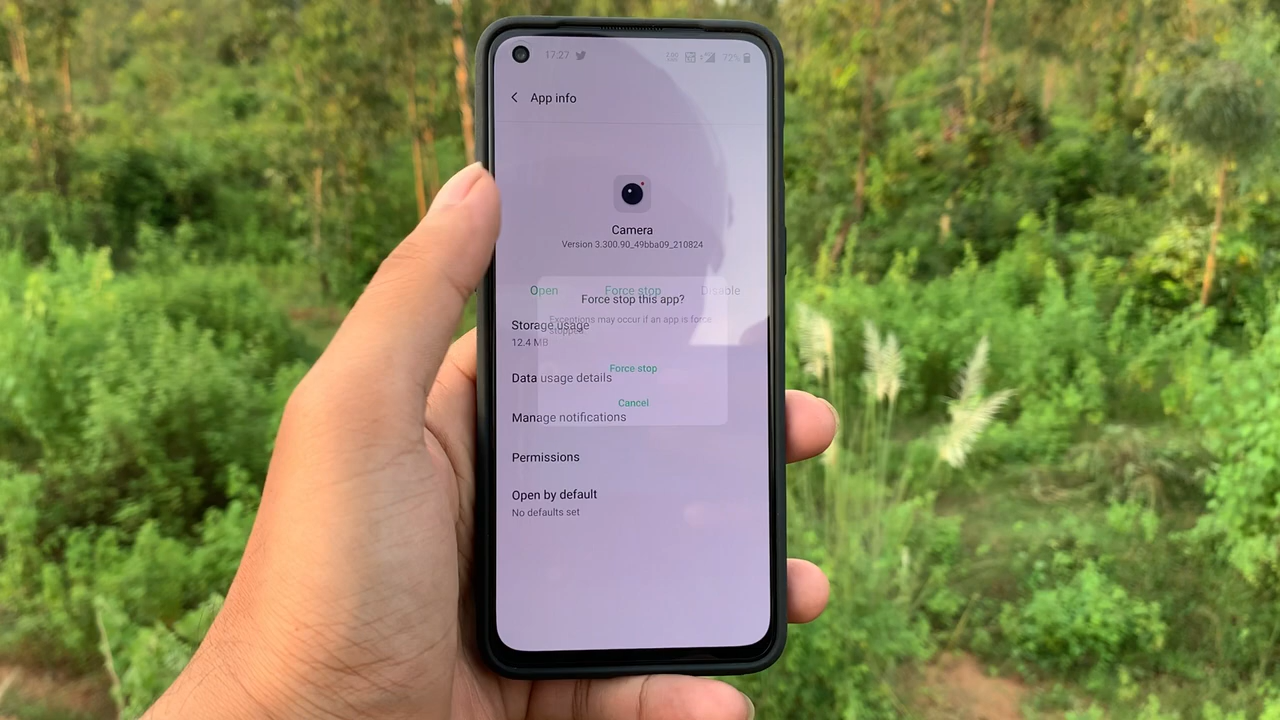 17.27
72%
App info
Camera
Version 3.300.90_49bba09_210824
Open Force stop Disable
Force stop this app?
Exceptions may occur if an app is force
stopped.
Storage usage
12.4 MB
Force stop
Data usage details
Cancel
Manage notifications
Permissions
Open by default
No defaults set